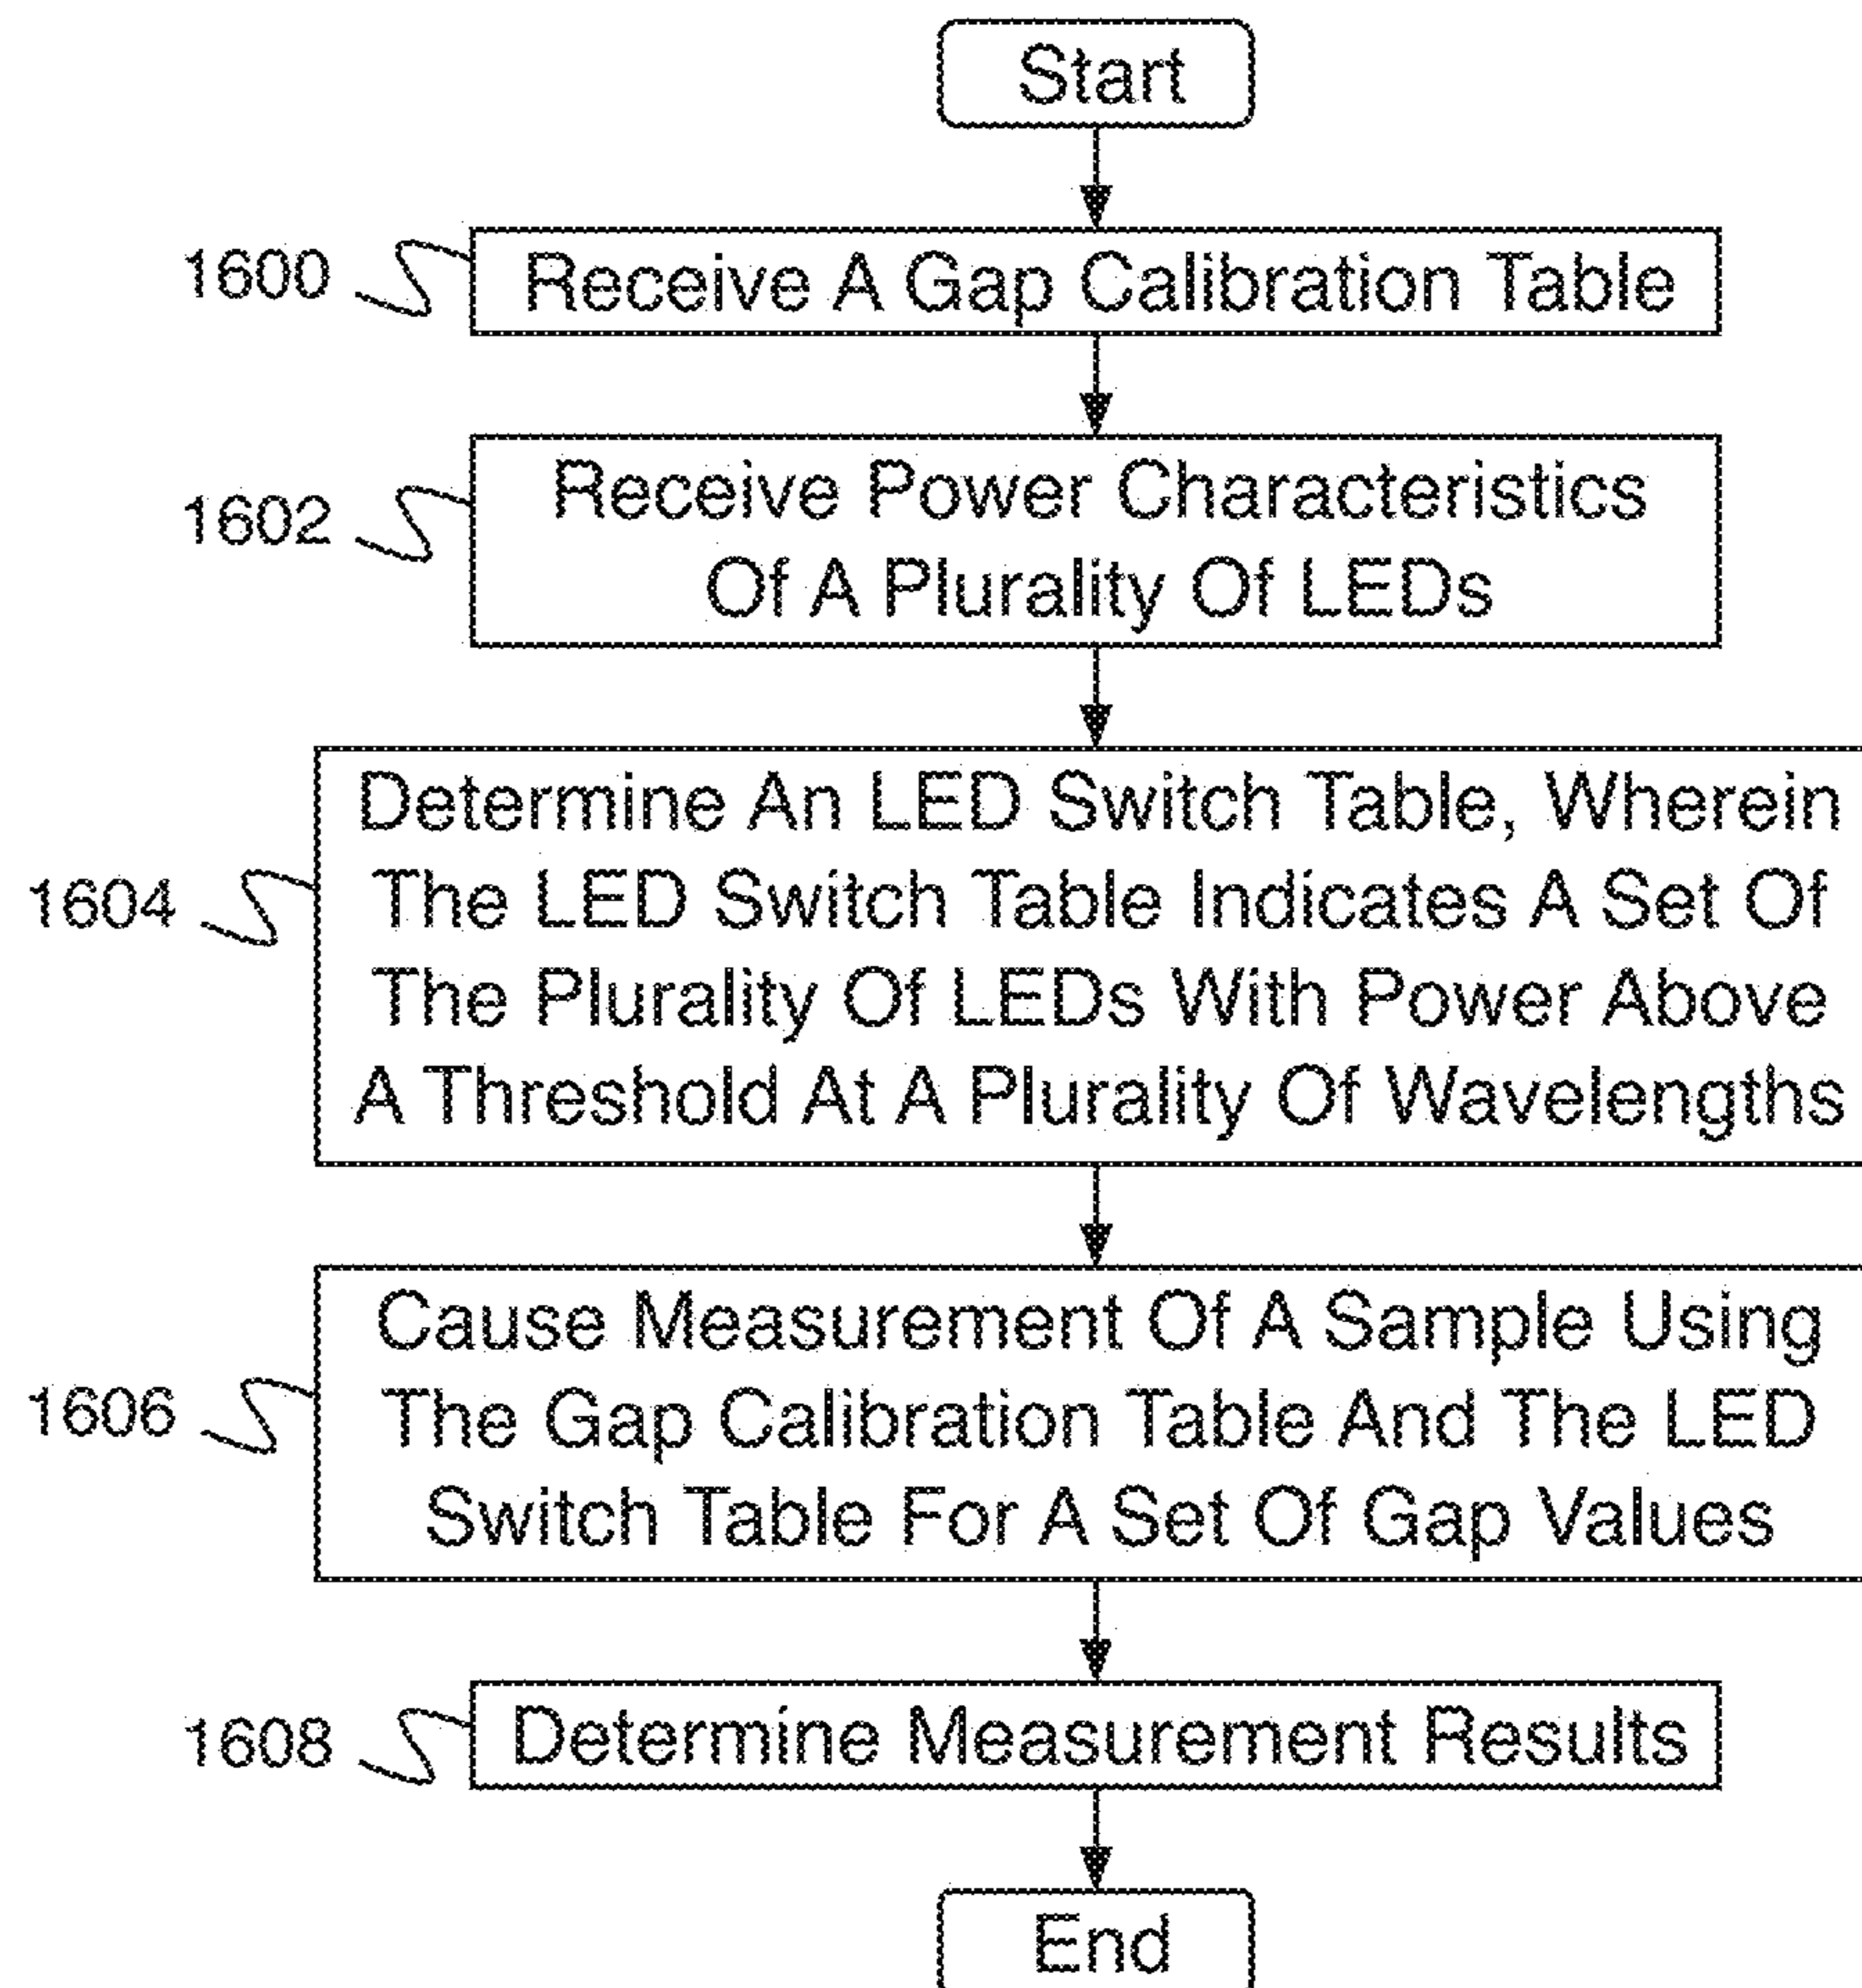 Start
1600
Receive A Gap Calibration Table
1602
Receive Power Characteristics
Of A Plurality Of LEDs
1604
Determine An LED Switch Table, Wherein
The LED Switch Table Indicates A Set Of
The Plurality Of LEDs With Power Above
A Threshold At A Plurality Of Wavelengths
1606
Cause Measurement Of A Sample Using
The Gap Calibration Table And The LED
Switch Table For A Set Of Gap Values
1608
Determine Measurement Results
End